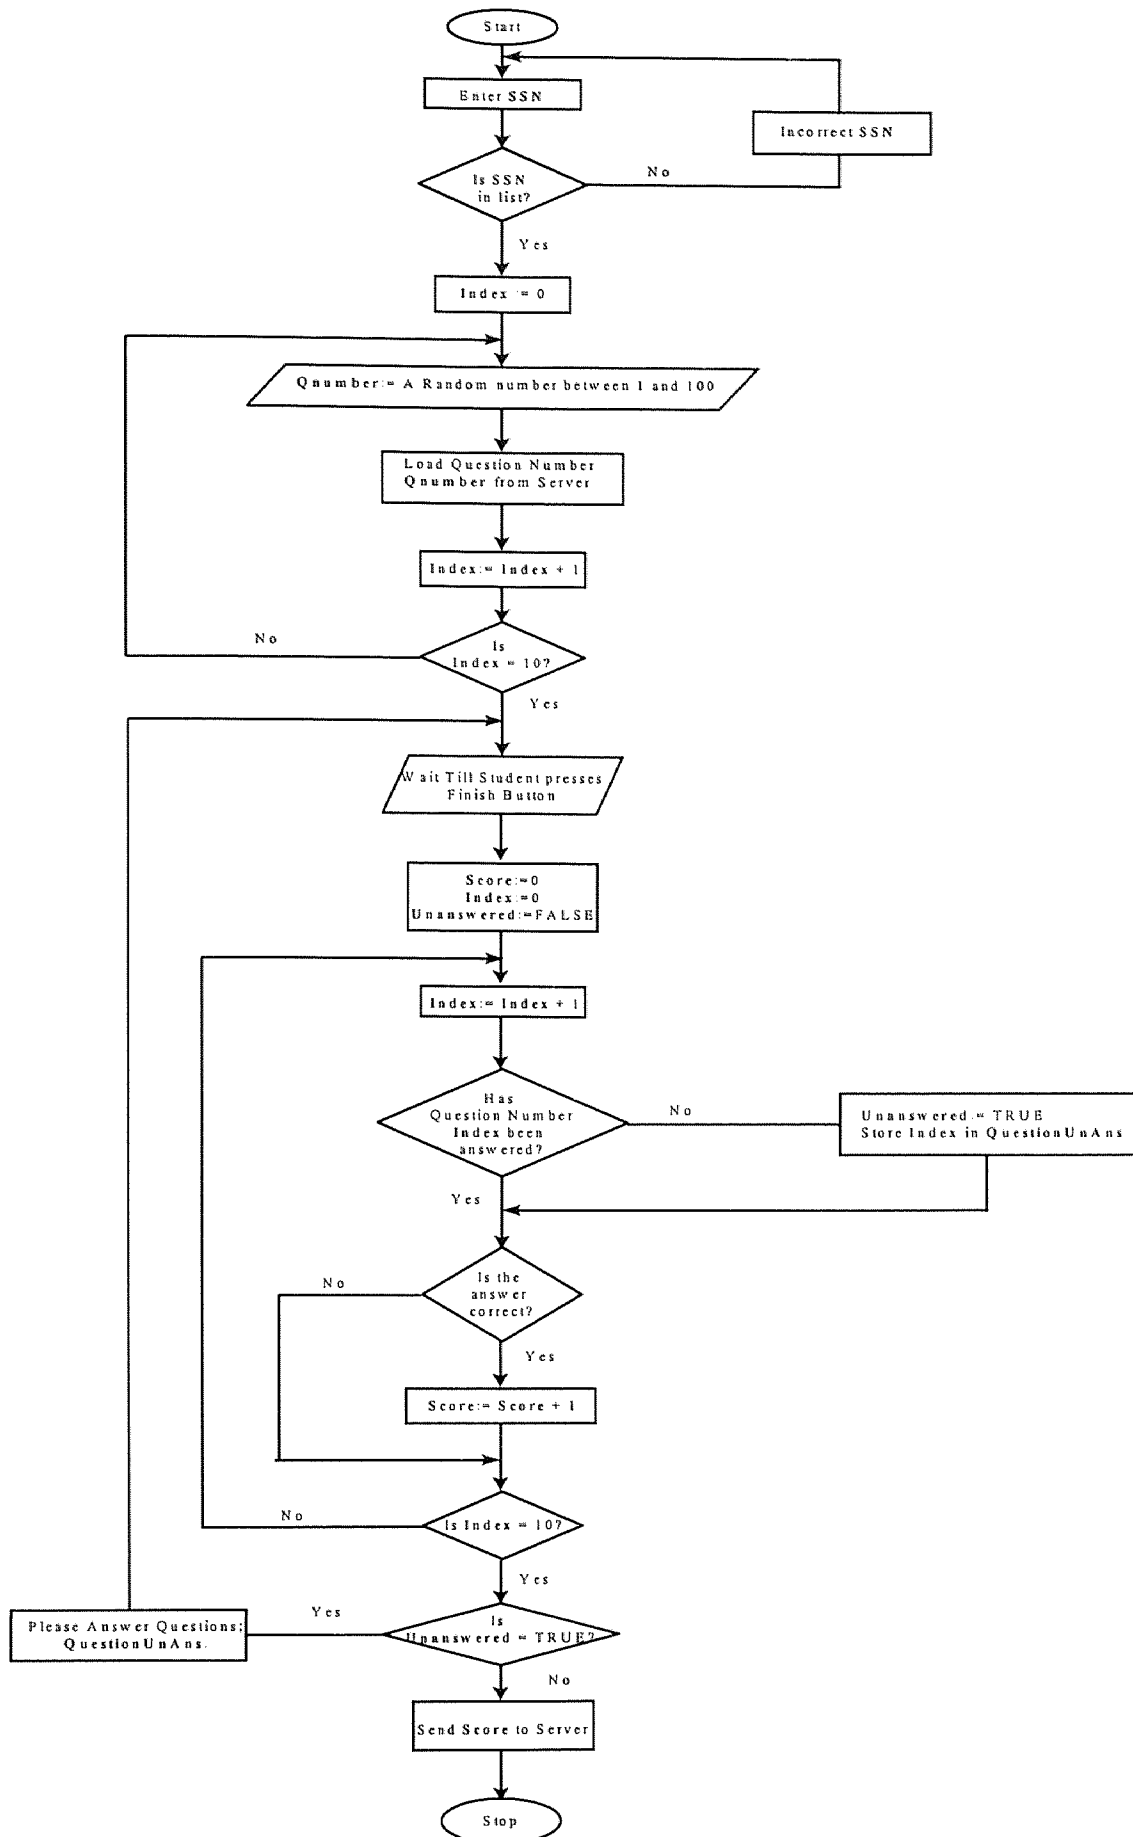 Start
Enter SSN
Incorrect SSN
No
Is SSN
in list?
Yes
Index := 0
Qnumber:= A Random number between 1 and 100
Load Question Number
Qnumber from Server
Index:= Index + 1
No
Is
Index = 10?
Yes
Wait Till Student presses
Finish Button
Score:=0
Index:=0
Unanswered:=FALSE
Index:= Index + 1
Has
Question Number
Index been
answered?
No
Unanswered := TRUE
Store Index in QuestionUnAns
Yes
No
Is the
answer
correct?
Yes
Score:= Score + 1
No
Is Index = 10?
Yes
Please Answer Questions;
QuestionUnAns.
Yes
Is
Unanswered = TRUE?
No
Send Score to Server
Stop